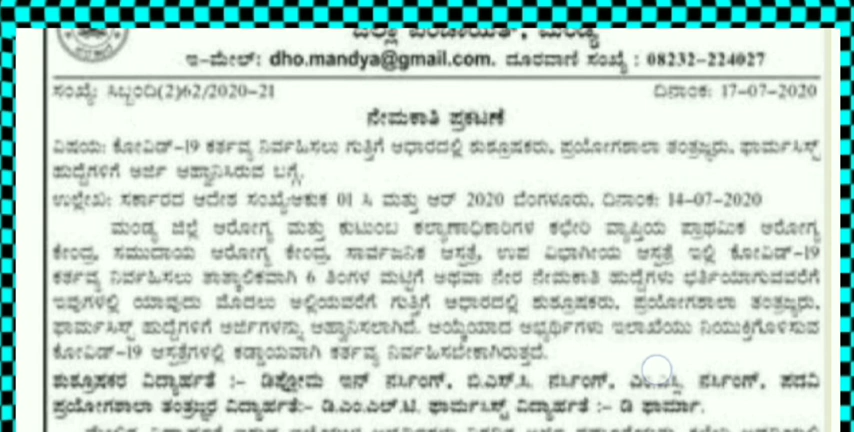 ಜಿಲ್ಲಾ ಪಂಚಾಯತ್, ಮಂಡ್ಯ
ಇ-ಮೇಲ್: dho.mandya@gmail.com. ದೂರವಾಣಿ ಸಂಖ್ಯೆ : 08232-224027
ಸಂಖ್ಯೆ: ಸಿಬ್ಬಂದಿ(2)62/2020-21 ದಿನಾಂಕ: 17-07-2020
ನೇಮಕಾತಿ ಪ್ರಕಟಣೆ
ವಿಷಯ: ಕೋವಿಡ್-19 ಕರ್ತವ್ಯ ನಿರ್ವಹಿಸಲು ಗುತ್ತಿಗೆ ಆಧಾರದಲ್ಲಿ ಶುಶ್ರೂಷಕರು, ಪ್ರಯೋಗಶಾಲಾ ತಂತ್ರಜ್ಞರು, ಫಾರ್ಮಸಿಸ್ಟ್
ಹುದ್ದೆಗಳಿಗೆ ಅರ್ಜಿ ಆಹ್ವಾನಿಸಿರುವ ಬಗ್ಗೆ.
ಉಲ್ಲೇಖ: ಸರ್ಕಾರದ ಆದೇಶ ಸಂಖ್ಯೆ:ಆಕುಕ 01 ಸಿ ಮತ್ತು ಆರ್ 2020 ಬೆಂಗಳೂರು, ದಿನಾಂಕ: 14-07-2020
ಮಂಡ್ಯ ಜಿಲ್ಲೆ ಆರೋಗ್ಯ ಮತ್ತು ಕುಟುಂಬ ಕಲ್ಯಾಣಾಧಿಕಾರಿಗಳ ಕಛೇರಿ ವ್ಯಾಪ್ತಿಯ ಪ್ರಾಥಮಿಕ ಆರೋಗ್ಯ
ಕೇಂದ್ರ, ಸಮುದಾಯ ಆರೋಗ್ಯ ಕೇಂದ್ರ, ಸಾರ್ವಜನಿಕ ಆಸ್ಪತ್ರೆ, ಉಪ ವಿಭಾಗೀಯ ಆಸ್ಪತ್ರೆ ಇಲ್ಲಿ ಕೋವಿಡ್-19
ಕರ್ತವ್ಯ ನಿರ್ವಹಿಸಲು ತಾತ್ಕಾಲಿಕವಾಗಿ 6 ತಿಂಗಳ ಮಟ್ಟಿಗೆ ಅಥವಾ ನೇರ ನೇಮಕಾತಿ ಹುದ್ದೆಗಳು ಭರ್ತಿಯಾಗುವವರೆಗೆ
ಇವುಗಳಲ್ಲಿ ಯಾವುದು ಮೊದಲು ಅಲ್ಲಿಯವರೆಗೆ ಗುತ್ತಿಗೆ ಆಧಾರದಲ್ಲಿ ಶುಶ್ರೂಷಕರು, ಪ್ರಯೋಗಶಾಲಾ ತಂತ್ರಜ್ಞರು,
ಫಾರ್ಮಸಿಸ್ಟ್ ಹುದ್ದೆಗಳಿಗೆ ಅರ್ಜಿಗಳನ್ನು ಆಹ್ವಾನಿಸಲಾಗಿದೆ. ಆಯ್ಕೆಯಾದ ಅಭ್ಯರ್ಥಿಗಳು ಇಲಾಖೆಯು ನಿಯುಕ್ತಿಗೊಳಿಸುವ
ಕೋವಿಡ್-19 ಆಸ್ಪತ್ರೆಗಳಲ್ಲಿ ಕಡ್ಡಾಯವಾಗಿ ಕರ್ತವ್ಯ ನಿರ್ವಹಿಸಬೇಕಾಗಿರುತ್ತದೆ.
ಶುಶ್ರೂಷಕರ ವಿದ್ಯಾರ್ಹತೆ :- ಡಿಪ್ಲೋಮ ಇನ್ ನರ್ಸಿಂಗ್, ಬಿ.ಎಸ್.ಸಿ. ನರ್ಸಿಂಗ್, ಎಂ.ಎಸ್ಸಿ ನರ್ಸಿಂಗ್, ಪದವಿ
ಪ್ರಯೋಗಶಾಲಾ ತಂತ್ರಜ್ಞರ ವಿದ್ಯಾರ್ಹತೆ:- ಡಿ.ಎಂ.ಎಲ್.ಟಿ. ಫಾರ್ಮಸಿಸ್ಟ್ ವಿದ್ಯಾರ್ಹತೆ :- ಡಿ ಫಾರ್ಮಾ.